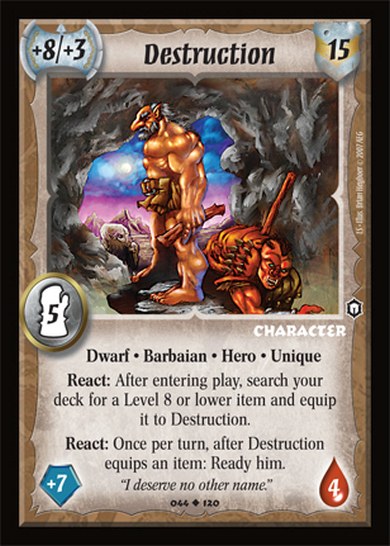 +8/+3
Destruction
15
5
CHARACTER
Dwarf • Barbaian • Hero • Unique
React: After entering play, search your
deck for a Level 8 or lower item and equip
it to Destruction.
React: Once per turn, after Destruction
equips an item: Ready him.
"I deserve no other name."
+7
4
044 ◆ 120